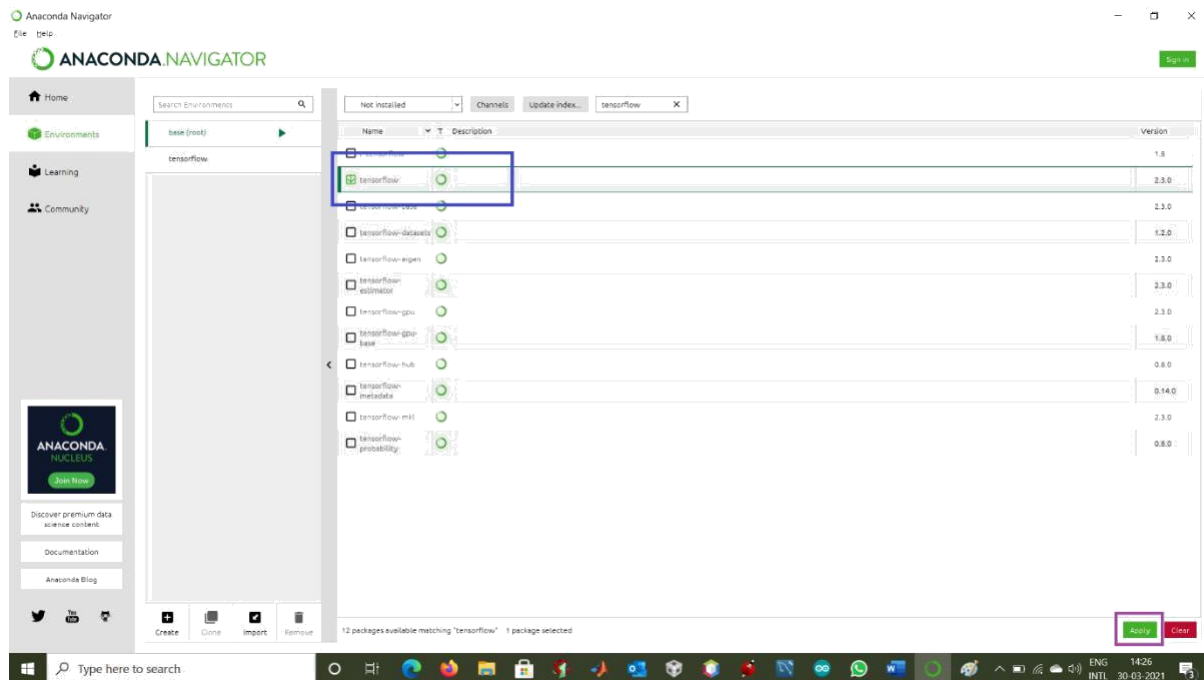 Anaconda Navigator
File Help
ANACONDA.NAVIGATOR
Sign in
Home
Environments
Learning
Community
Search Environments
base (root)
tensorflow
Not installed
Channels
Update index...
tensorflow X
Name T Description Version
1.8
tensorflow 2.3.0
tensorflow-base 2.3.0
tensorflow-datasets 1.2.0
tensorflow-eigen 2.3.0
tensorflow-
estimator 2.3.0
tensorflow-gpu 2.3.0
tensorflow-gpu-
base 1.8.0
tensorflow-hub 0.8.0
tensorflow-
metadata 0.14.0
tensorflow-mkl 2.3.0
tensorflow-
probability 0.8.0
ANACONDA.
NUCLEUS
Join Now
Discover premium data
science content
Documentation
Anaconda Blog
You
Tube
Create
Clone
Import
Remove
12 packages available matching "tensorflow" 1 package selected
Apply
Clear
Type here to search
ENG
INTL
14:26
30-03-2021